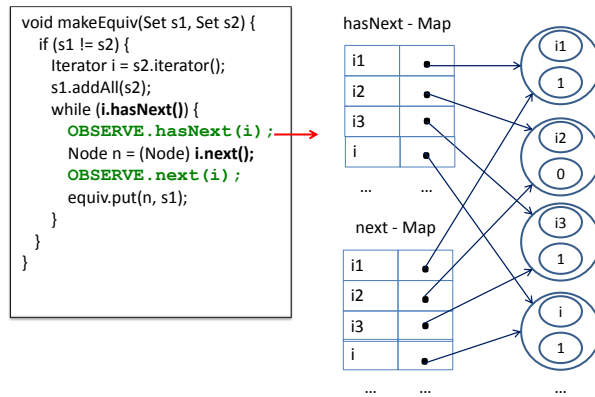 void makeEquiv(Set s1, Set s2) {
if (s1 != s2) {
Iterator i = s2.iterator();
s1.addAll(s2);
while (i.hasNext()) {
OBSERVE.hasNext(i);
Node n = (Node) i.next();
OBSERVE.next(i);
equiv.put(n, s1);
}
}
}
hasNext - Map
i1
i2
i3
i
... ...
next - Map
i1
i2
i3
i
... ...
i1
1
i2
0
i3
1
i
1
...